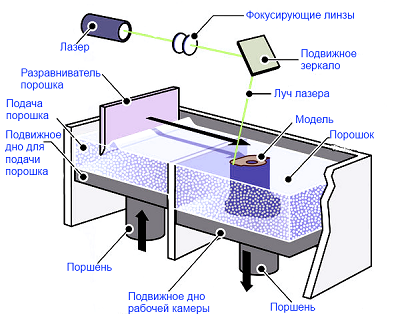 Фокусирующие линзы
Лазер
Подвижное
зеркало
Разравниватель
порошка
Луч лазера
Подача
порошка
Модель
Порошок
Подвижное
дно для
подачи
порошка
Поршень
Подвижное дно
рабочей камеры
Поршень